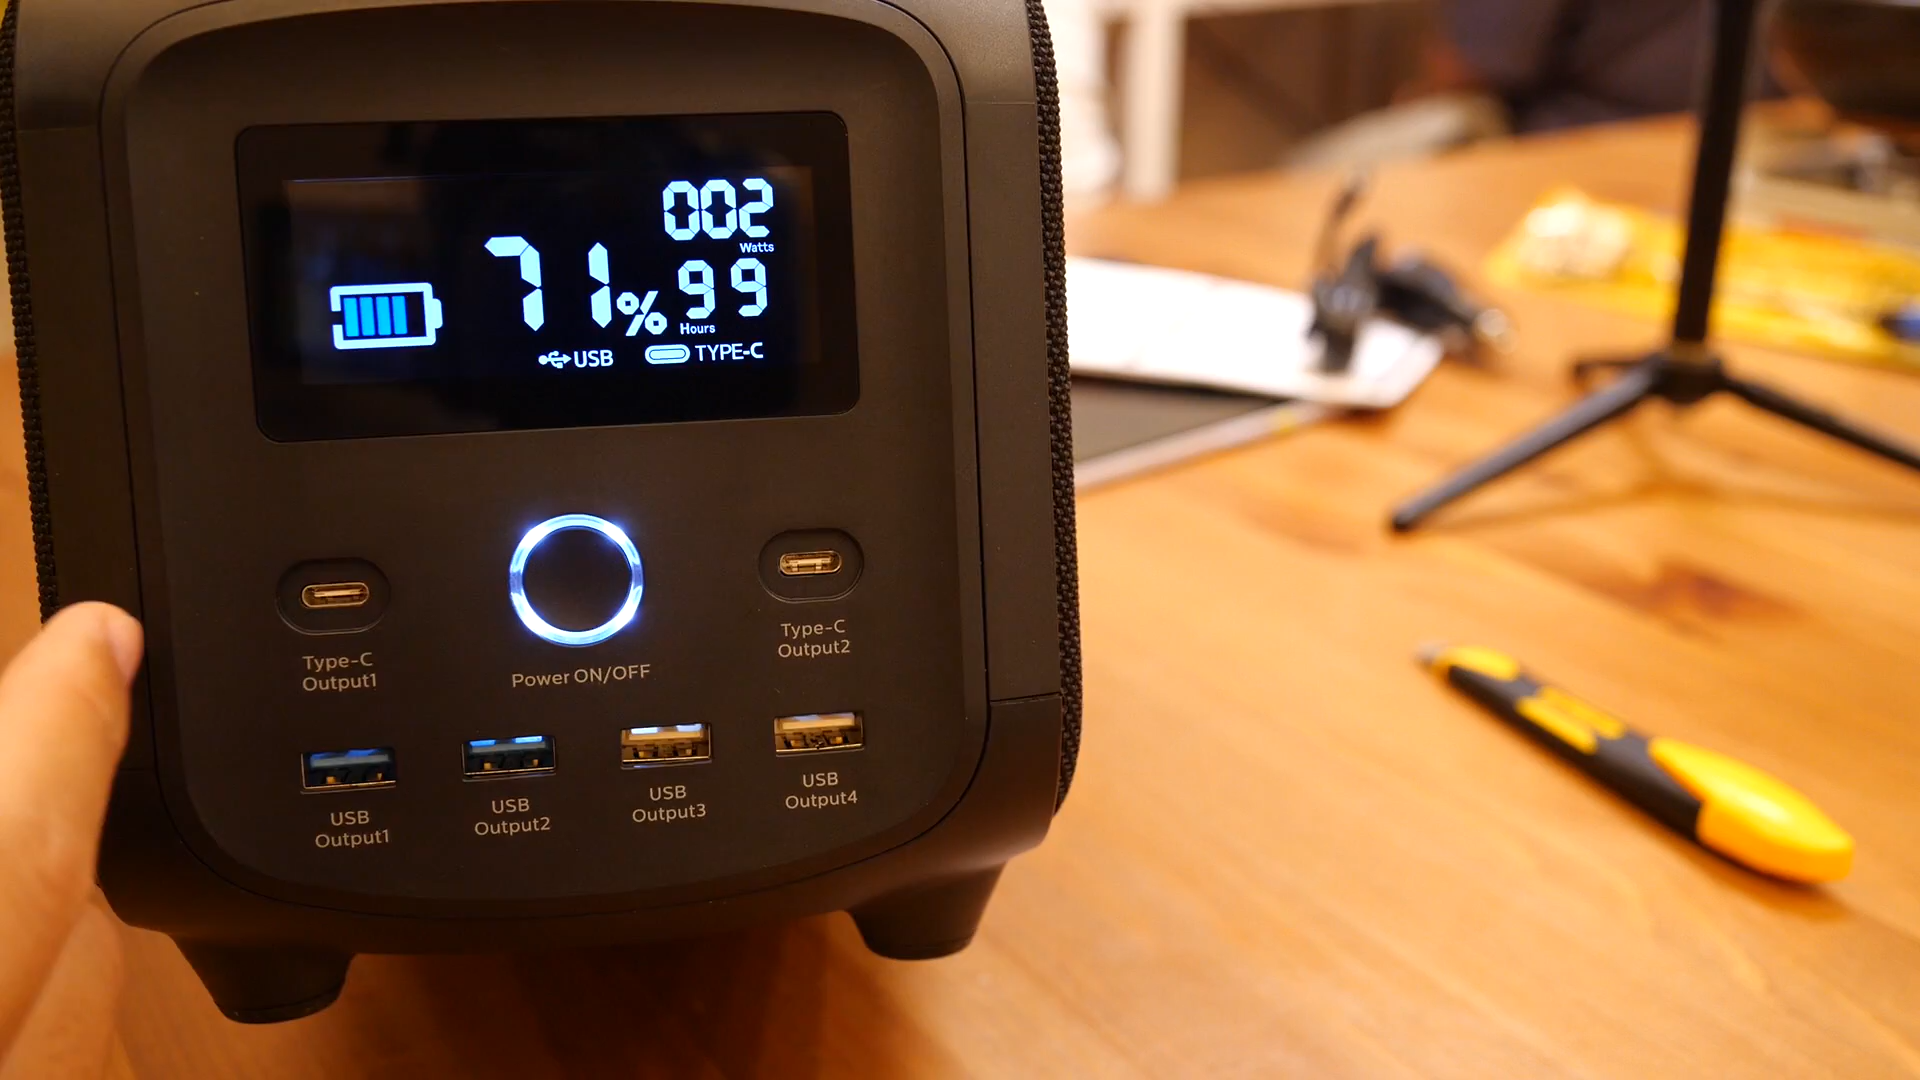 002
Watts
71%
99
Hours
USB
TYPE-C
Type-C
Output1
Power ON/OFF
Type-C
Output2
USB
Output1
USB
Output2
USB
Output3
USB
Output4